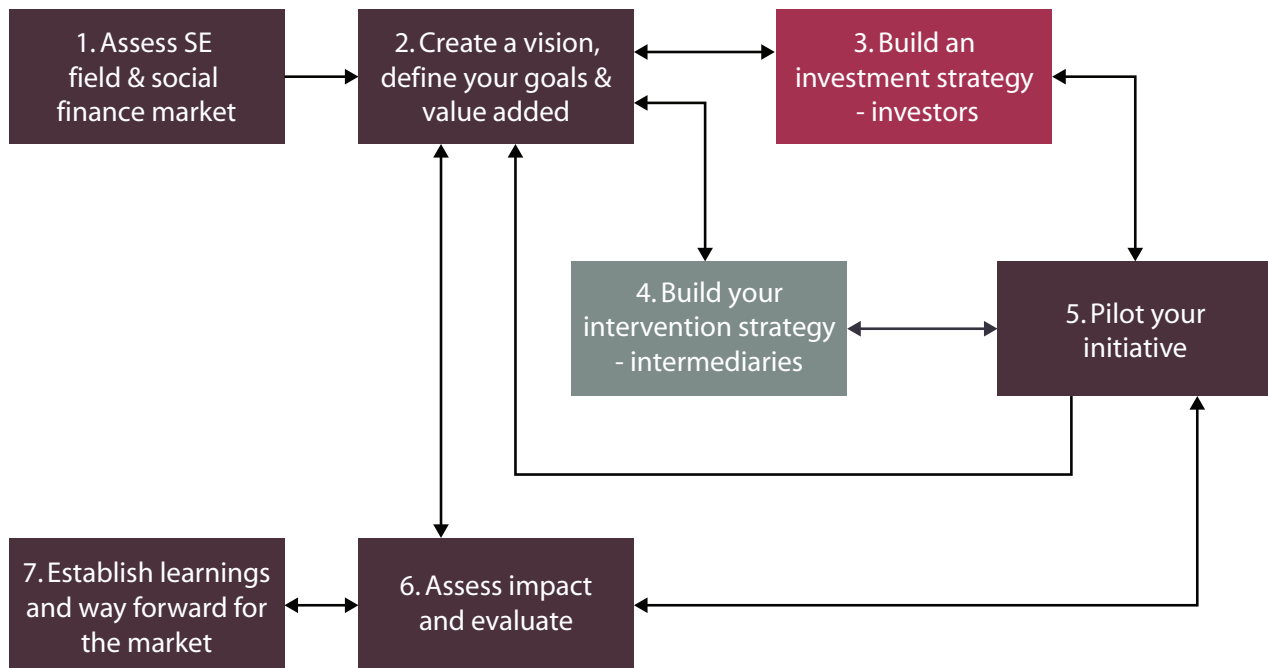 1. Assess SE
field & social
finance market
2. Create a vision,
define your goals &
value added
3. Build an
investment strategy
- investors
4. Build your
intervention strategy
- intermediaries
5. Pilot your
initiative
6. Assess impact
and evaluate
7. Establish learnings
and way forward for
the market